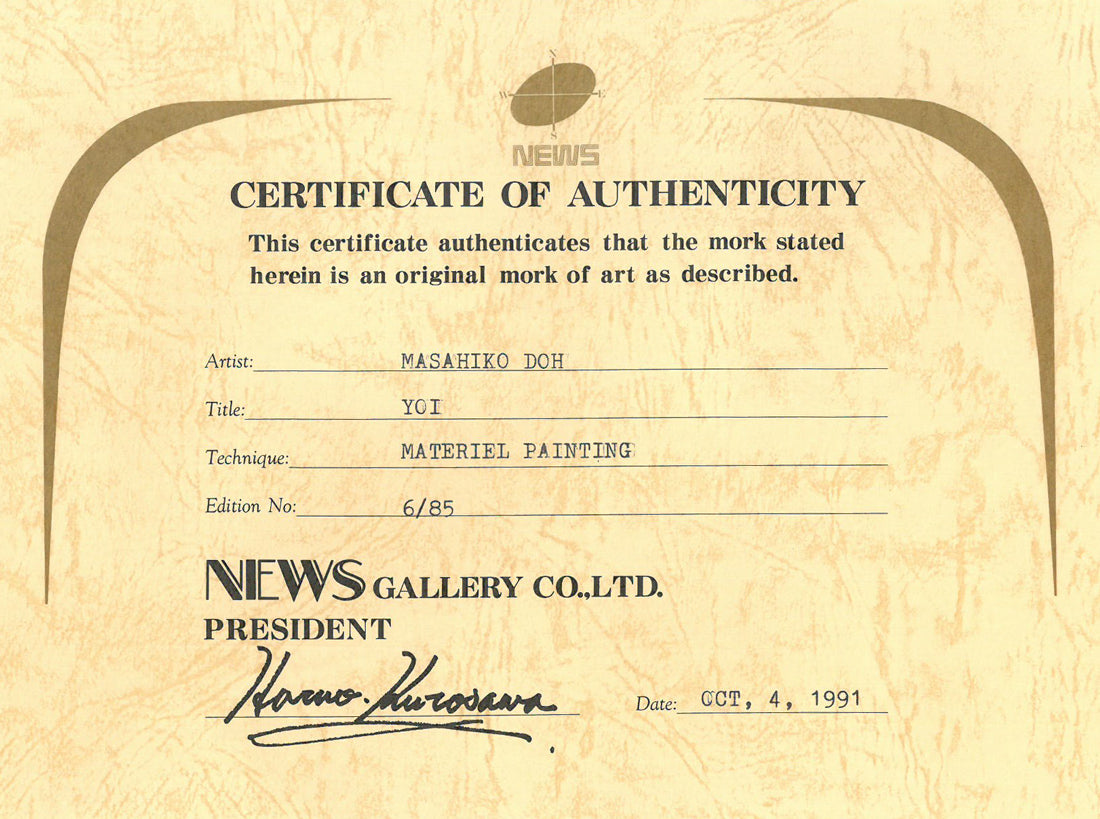 N
W E
S
NEWS
CERTIFICATE OF AUTHENTICITY
This certificate authenticates that the mork stated
herein is an original mork of art as described.
Artist: MASAHIKO DOH
Title: YOI
Technique: MATERIEL PAINTING
Edition No: 6/85
NEWS GALLERY CO.,LTD.
PRESIDENT
Haruo. Kurosawa
Date: OCT, 4, 1991